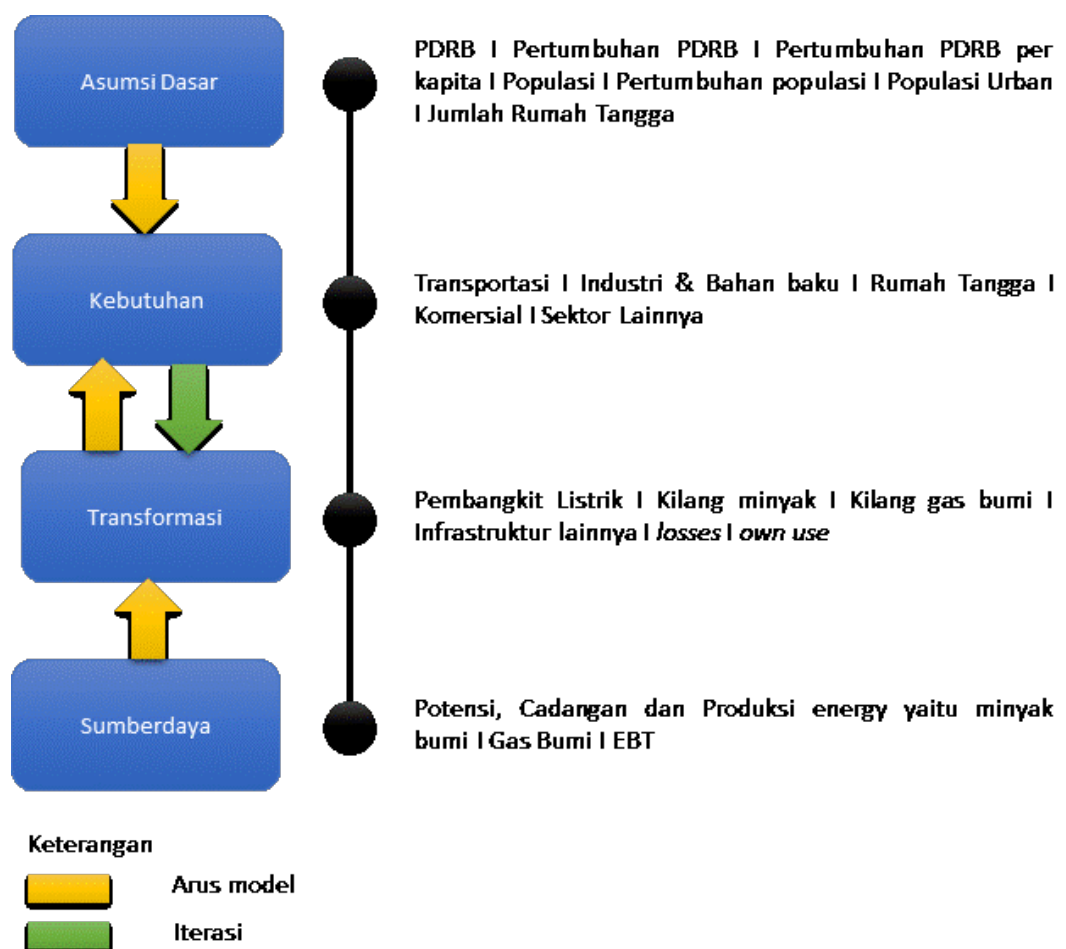 Asumsi Dasar
PDRB I Pertumbuhan PDRB I Pertumbuhan PDRB per
kapita I Populasi I Pertumbuhan populasi I Populasi Urban
I Jumlah Rumah Tangga
Kebutuhan
Transportasi I Industri & Bahan baku I Rumah Tangga I
Komersial I Sektor Lainnya
Transformasi
Pembangkit Listrik I Kilang minyak I Kilang gas bumi I
Infrastruktur lainnya I losses I own use
Sumberdaya
Potensi, Cadangan dan Produksi energy yaitu minyak
bumi I Gas Bumi I EBT
Keterangan
Arus model
Iterasi